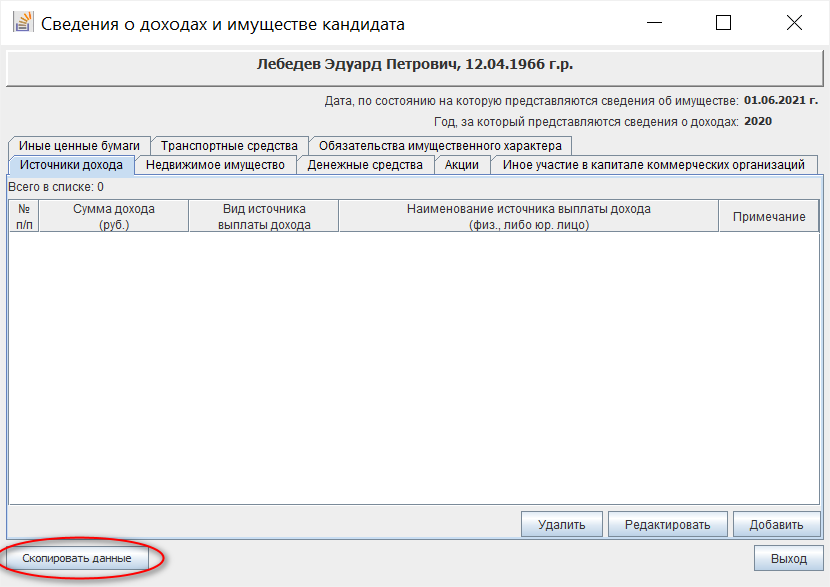 Сведения о доходах и имуществе кандидата
Лебедев Эдуард Петрович, 12.04.1966 г.р.
Дата, по состоянию на которую представляются сведения об имуществе: 01.06.2021 г.
Год, за который представляются сведения о доходах: 2020
Иные ценные бумаги Транспортные средства Обязательства имущественного характера
Источники дохода Недвижимое имущество Денежные средства Акции Иное участие в капитале коммерческих организаций
Всего в списке: 0
№ п/п
Сумма дохода
(руб.)
Вид источника
выплаты дохода
Наименование источника выплаты дохода
(физ., либо юр. лицо)
Примечание
Удалить Редактировать Добавить
Скопировать данные Выход